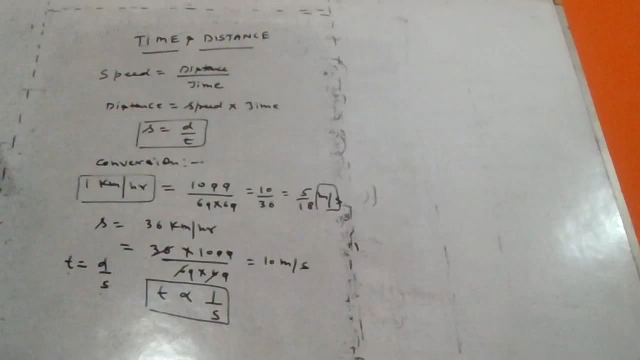 TIME & DISTANCE
Speed = Distance / Time
Distance = Speed × Time
s = d / t
Conversion:-
1 Km/hr = 1000 / 60×60 = 10 / 36 = 5 / 18 m/s
s = 36 Km/hr
= 36 × 1000 / 60 × 60 = 10 m/s
t = d / s
t ∝ 1 / s